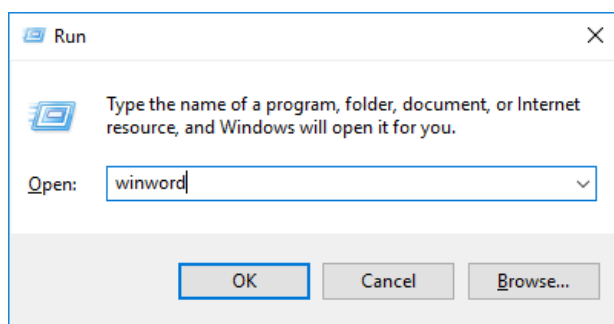 Run
Type the name of a program, folder, document, or Internet
resource, and Windows will open it for you.
Open: winword
OK Cancel Browse...